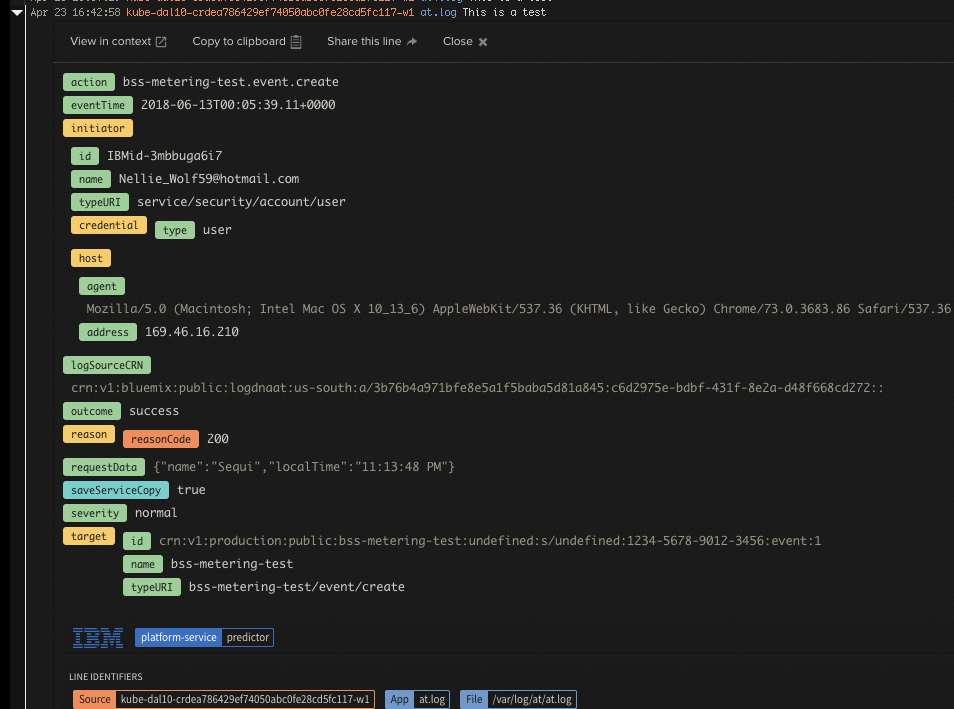 Apr 23 16:42:58 kube-dal10-crdea786429ef74050abc0fe28cd5fc117-w1 at.log This is a test
View in context Copy to clipboard Share this line Close
action bss-metering-test.event.create
eventTime 2018-06-13T00:05:39.11+0000
initiator
id IBMid-3mbbuga6i7
name Nellie_Wolf59@hotmail.com
typeURI service/security/account/user
credential type user
host
agent
Mozilla/5.0 (Macintosh; Intel Mac OS X 10_13_6) AppleWebKit/537.36 (KHTML, like Gecko) Chrome/73.0.3683.86 Safari/537.36
address 169.46.16.210
logSourceCRN
crn:v1:bluemix:public:logdnaat:us-south:a/3b76b4a971bfe8e5a1f5baba5d81a845:c6d2975e-bdbf-431f-8e2a-d48f668cd272::
outcome success
reason reasonCode 200
requestData {"name":"Sequi","localTime":"11:13:48 PM"}
saveServiceCopy true
severity normal
target id crn:v1:production:public:bss-metering-test:undefined:s/undefined:1234-5678-9012-3456:event:1
name bss-metering-test
typeURI bss-metering-test/event/create
IBM platform-service predictor
LINE IDENTIFIERS
Source kube-dal10-crdea786429ef74050abc0fe28cd5fc117-w1 App at.log File /var/log/at/at.log